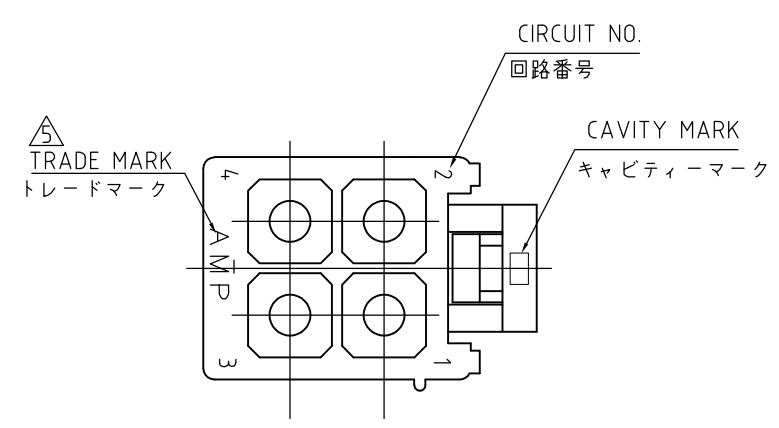 CIRCUIT NO.
回路番号
CAVITY MARK
キャビティーマーク
5
TRADE MARK
トレードマーク
4
2
AMP
3
1